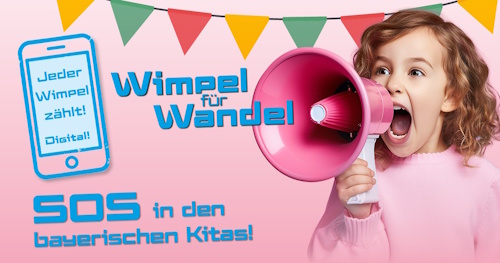 Jeder
Wimpel
zählt!
Digital!
Wimpel
für
Wandel
SOS in den
bayerischen Kitas!